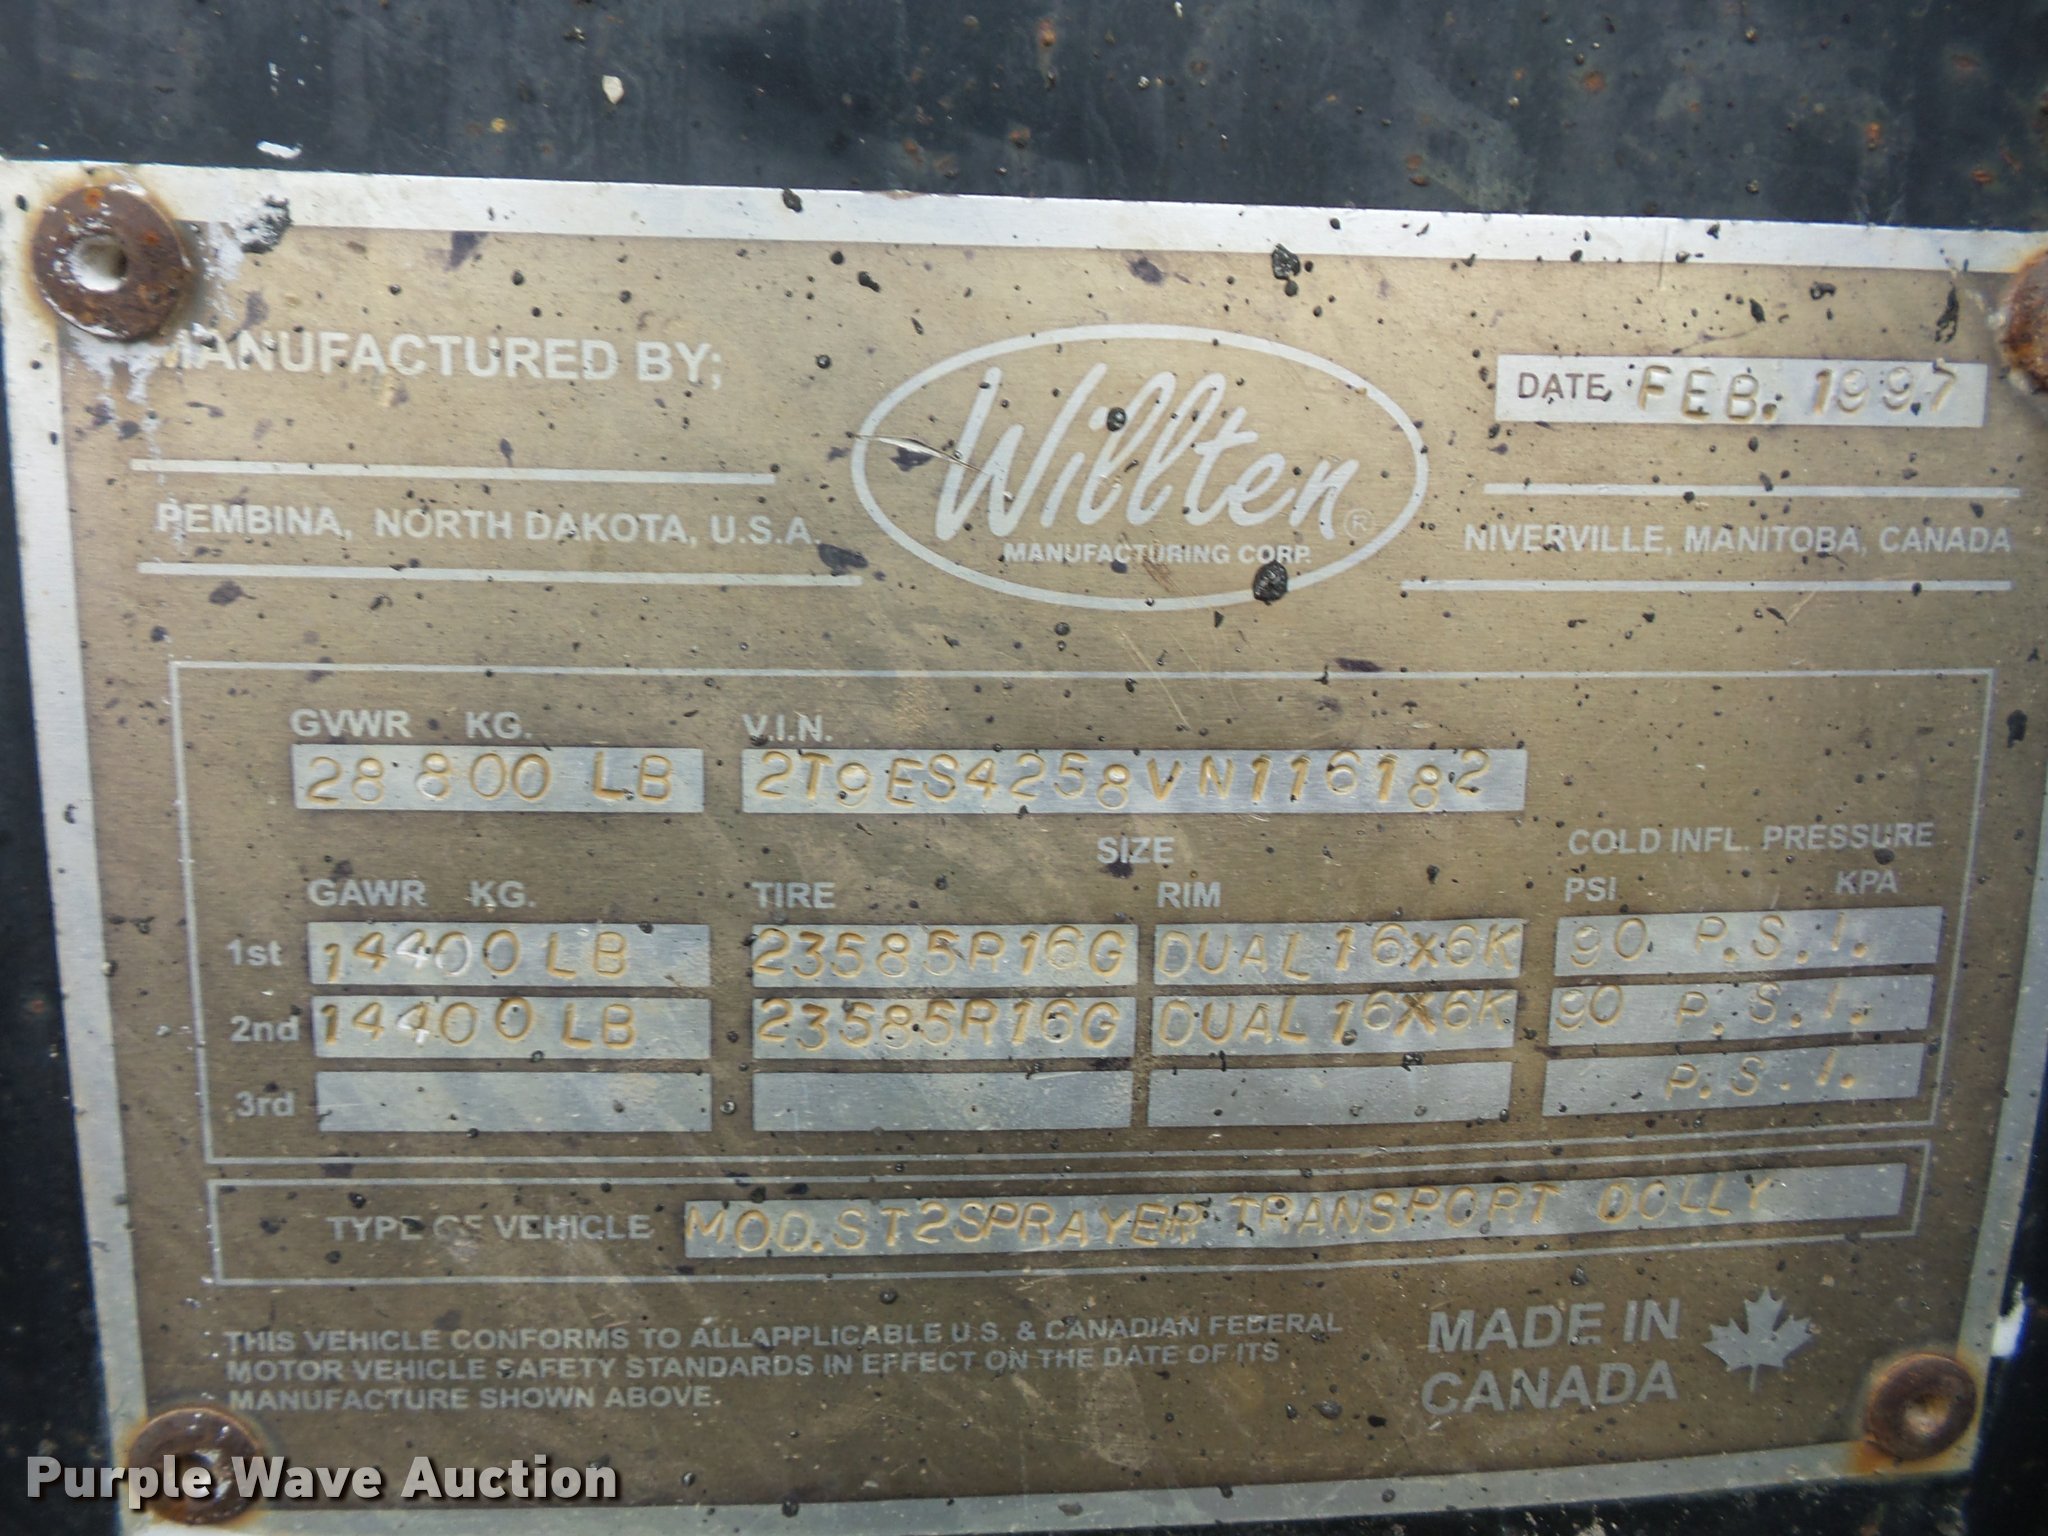 MANUFACTURED BY;
Willten ®
MANUFACTURING CORP.
DATE FEB. 1997
PEMBINA, NORTH DAKOTA, U.S.A.
NIVERVILLE, MANITOBA, CANADA
GVWR KG. V.I.N.
28 800 LB 2T9ES4258VN116182
SIZE COLD INFL. PRESSURE
GAWR KG. TIRE RIM PSI KPA
1st 14400 LB 23585R16G DUAL 16X6K 90 P.S.I.
2nd 14400 LB 23585R16G DUAL 16X6K 90 P.S.I.
3rd P.S.I.
TYPE OF VEHICLE MOD.ST2SPRAYER TRANSPORT DOLLY
THIS VEHICLE CONFORMS TO ALL APPLICABLE U.S. & CANADIAN FEDERAL
MOTOR VEHICLE SAFETY STANDARDS IN EFFECT ON THE DATE OF ITS
MANUFACTURE SHOWN ABOVE.
MADE IN
CANADA
Purple Wave Auction